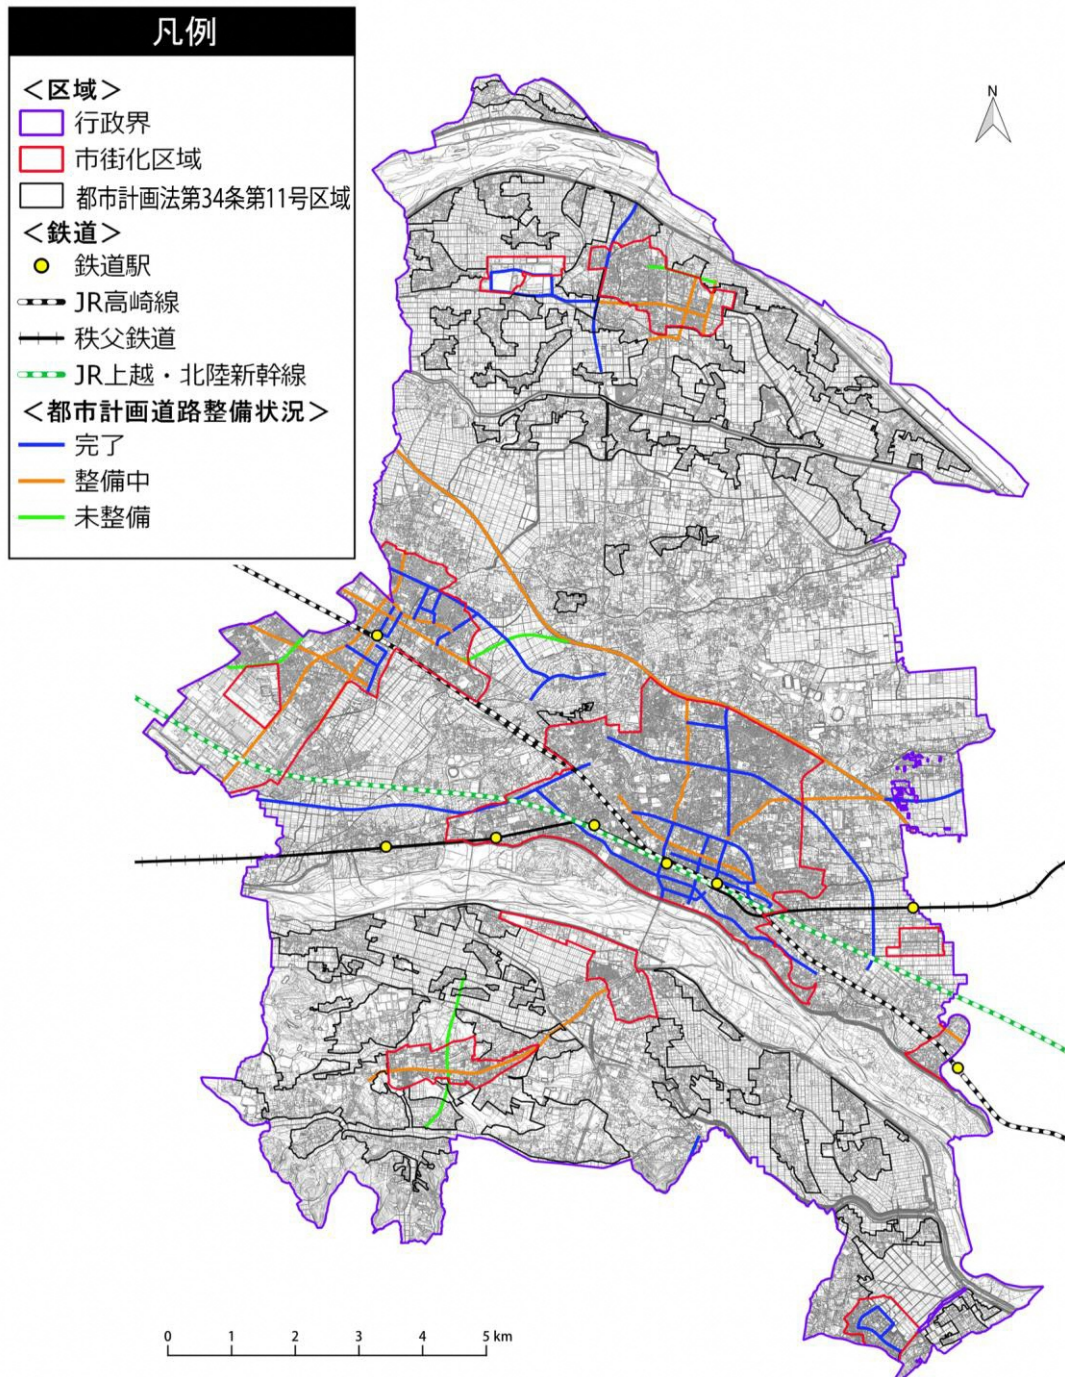 凡例
＜区域＞
行政界
市街化区域
都市計画法第34条第11号区域
＜鉄道＞
鉄道駅
JR高崎線
秩父鉄道
JR上越・北陸新幹線
＜都市計画道路整備状況＞
完了
整備中
未整備
N
0 1 2 3 4 5 km